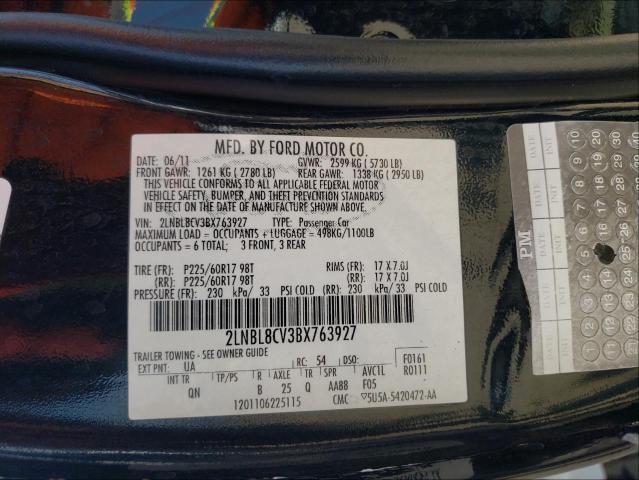 MFD. BY FORD MOTOR CO.
DATE: 06/11 GVWR: 2599 KG ( 5730 LB)
FRONT GAWR: 1261 KG ( 2780 LB) REAR GAWR: 1338 KG ( 2950 LB)
THIS VEHICLE CONFORMS TO ALL APPLICABLE FEDERAL MOTOR
VEHICLE SAFETY, BUMPER, AND THEFT PREVENTION STANDARDS
IN EFFECT ON THE DATE OF MANUFACTURE SHOWN ABOVE.
VIN: 2LNBL8CV3BX763927 TYPE: Passenger Car
MAXIMUM LOAD = OCCUPANTS + LUGGAGE = 498KG/1100LB
OCCUPANTS = 6 TOTAL; 3 FRONT, 3 REAR
TIRE (FR): P225/60R17 98T RIMS (FR): 17 X 7.0J
(RR): P225/60R17 98T (RR): 17 X 7.0J
PRESSURE (FR): 230 kPa/ 33 PSI COLD (RR): 230 kPa/ 33 PSI COLD
2LNBL8CV3BX763927
TRAILER TOWING - SEE OWNER GUIDE
EXT PNT: UA RC: 54 DSO: F0161
INT TR TP/PS R AXLE TR SPR AVC1L R0111
QN B 25 Q AA88 F05
1201106225115 CMC ▽5U5A-5420472-AA
PM
DATE INIT DATE INIT